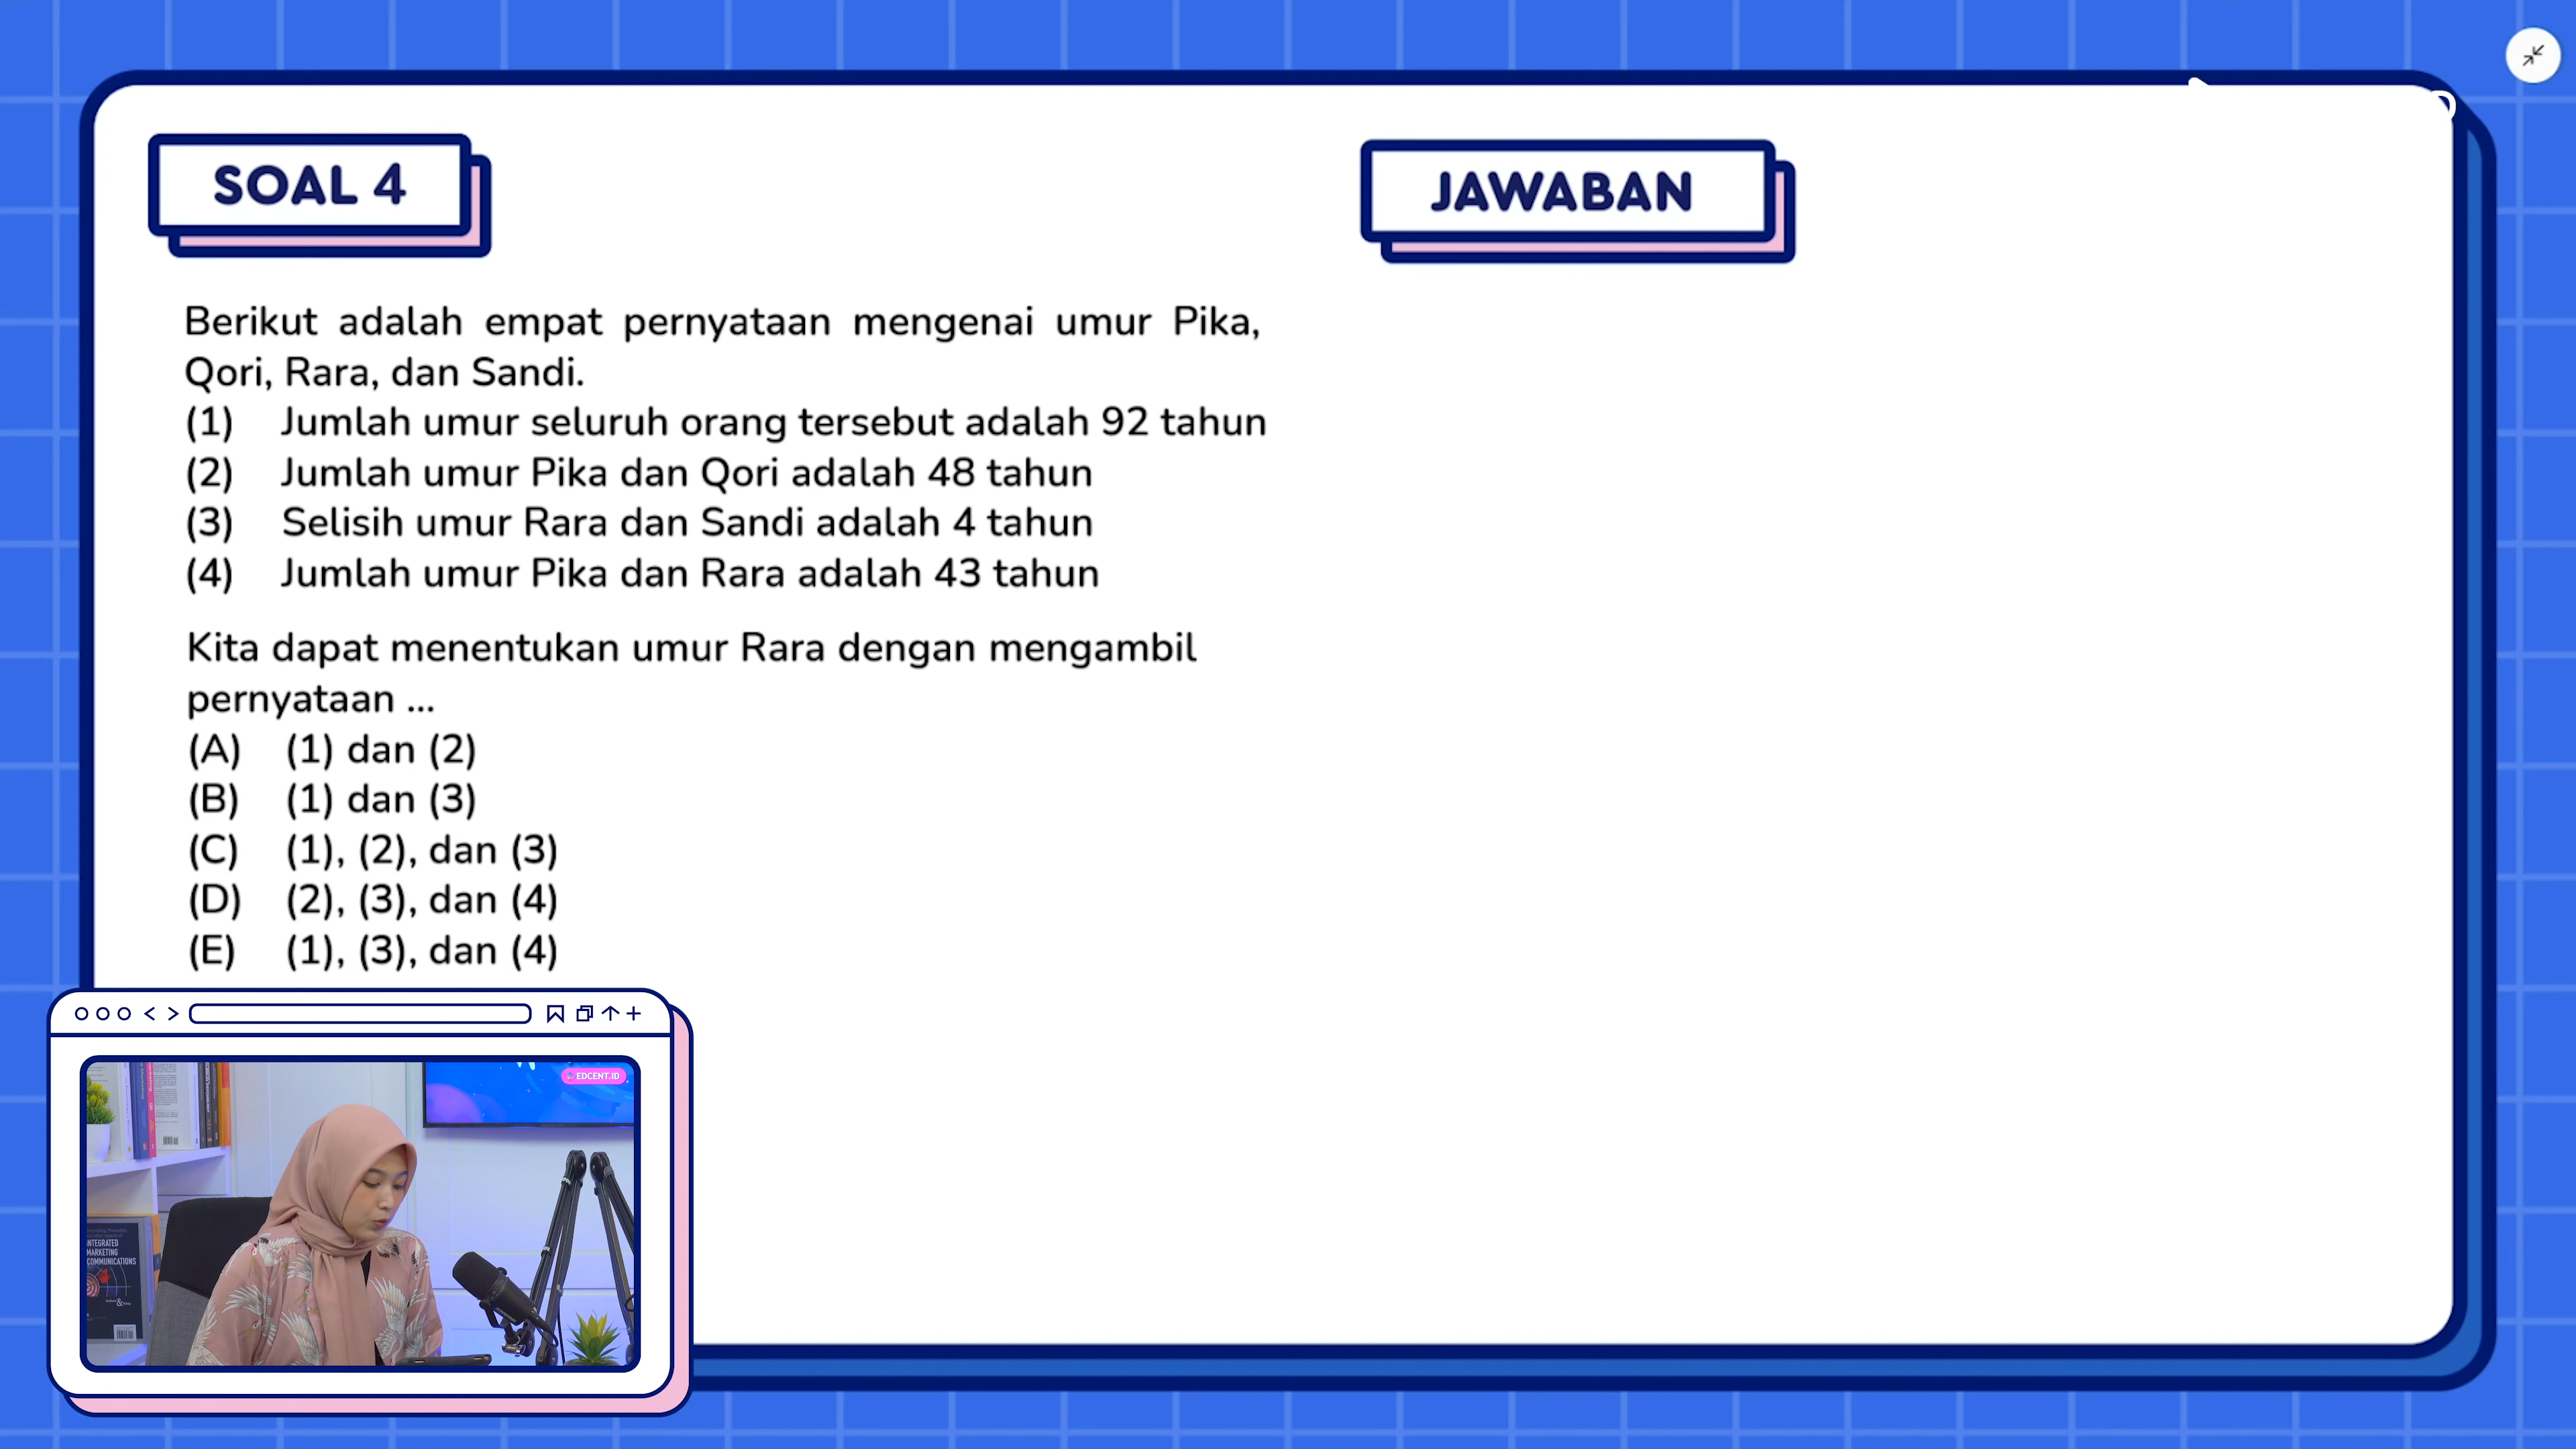 SOAL 4
Berikut adalah empat pernyataan mengenai umur Pika,
Qori, Rara, dan Sandi.
(1) Jumlah umur seluruh orang tersebut adalah 92 tahun
(2) Jumlah umur Pika dan Qori adalah 48 tahun
(3) Selisih umur Rara dan Sandi adalah 4 tahun
(4) Jumlah umur Pika dan Rara adalah 43 tahun
Kita dapat menentukan umur Rara dengan mengambil
pernyataan ...
(A) (1) dan (2)
(B) (1) dan (3)
(C) (1), (2), dan (3)
(D) (2), (3), dan (4)
(E) (1), (3), dan (4)
JAWABAN
EDCENT.ID
INTEGRATED
MARKETING
COMMUNICATIONS